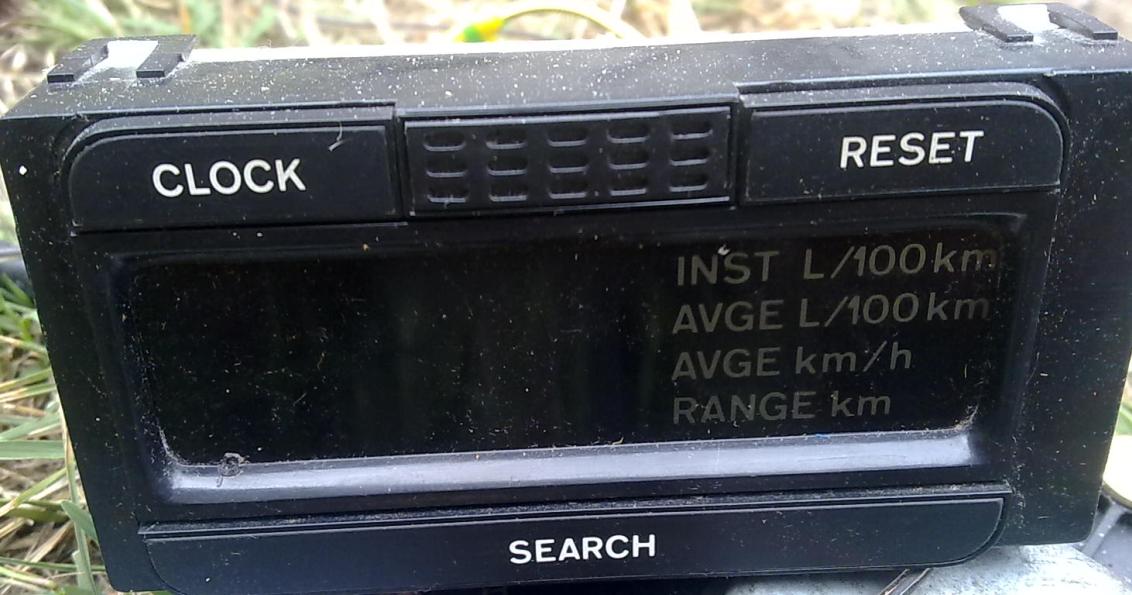 CLOCK
RESET
INST L/100km
AVGE L/100km
AVGE km/h
RANGE km
SEARCH